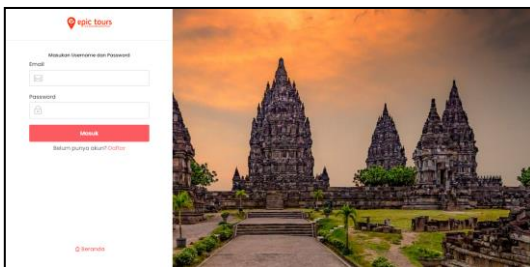 epic tours
Masukan Username dan Password
Email
Password
Masuk
Belum punya akun? Daftar
Beranda